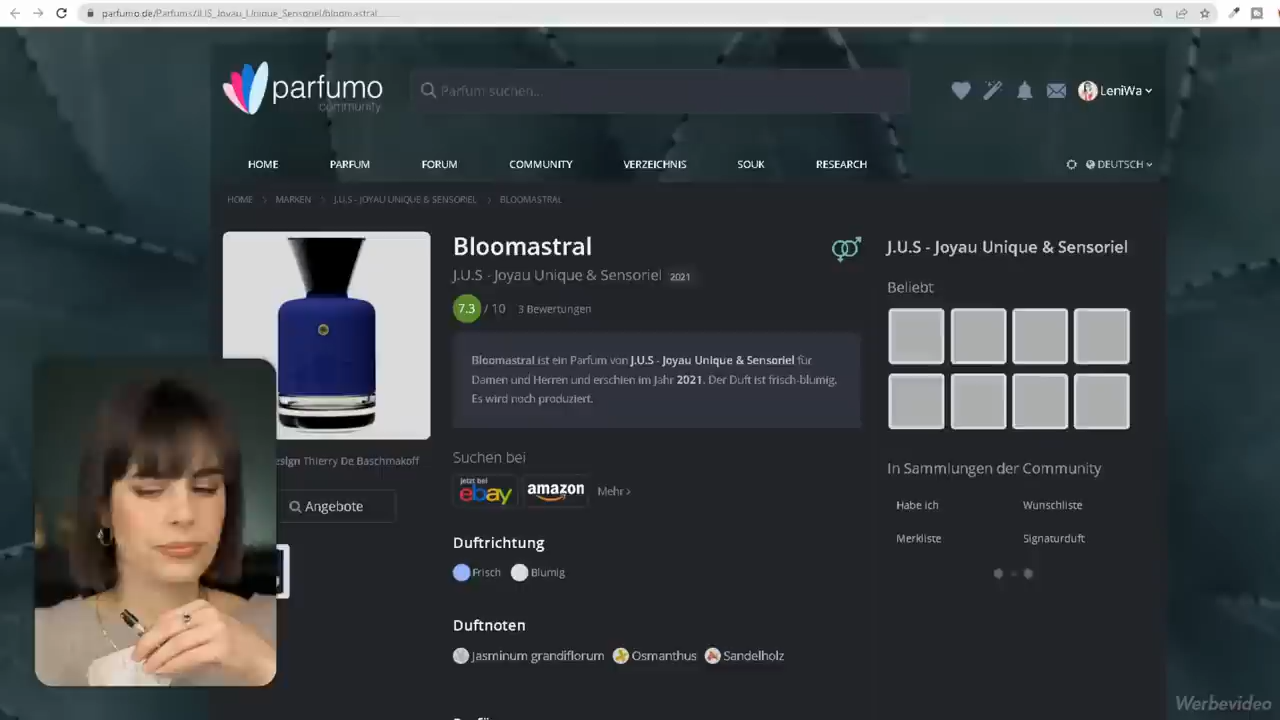 parfumo.de/Parfums/JUS_Joyau_Unique_Sensoriel/bloomastral
parfumo
community
Parfum suchen...
LeniWa
HOME PARFUM FORUM COMMUNITY VERZEICHNIS SOUK RESEARCH DEUTSCH
HOME > MARKEN > J.U.S - JOYAU UNIQUE & SENSORIEL > BLOOMASTRAL
Bloomastral
J.U.S - Joyau Unique & Sensoriel 2021
7.3 / 10 3 Bewertungen
Bloomastral ist ein Parfum von J.U.S - Joyau Unique & Sensoriel für
Damen und Herren und erschien im Jahr 2021. Der Duft ist frisch-blumig.
Es wird noch produziert.
Thierry De Baschmakoff
Angebote
Suchen bei
jetzt bei
ebay
amazon
Mehr >
Duftrichtung
Frisch Blumig
Duftnoten
Jasminum grandiflorum Osmanthus Sandelholz
J.U.S - Joyau Unique & Sensoriel
Beliebt
In Sammlungen der Community
Habe ich Wunschliste
Merkliste Signaturduft
Werbevideo